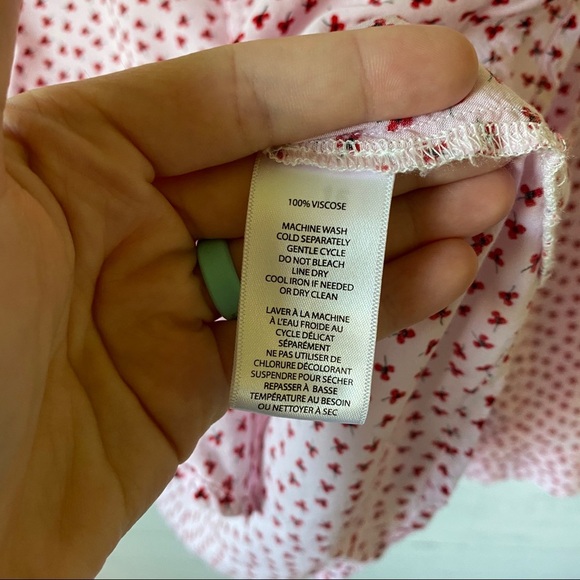 100% VISCOSE
MACHINE WASH
COLD SEPARATELY
GENTLE CYCLE
DO NOT BLEACH
LINE DRY
COOL IRON IF NEEDED
OR DRY CLEAN
LAVER À LA MACHINE
À L'EAU FROIDE AU
CYCLE DÉLICAT
SÉPARÉMENT
NE PAS UTILISER DE
CHLORURE DÉCOLORANT
SUSPENDRE POUR SÉCHER
REPASSER À BASSE
TEMPÉRATURE AU BESOIN
OU NETTOYER À SEC